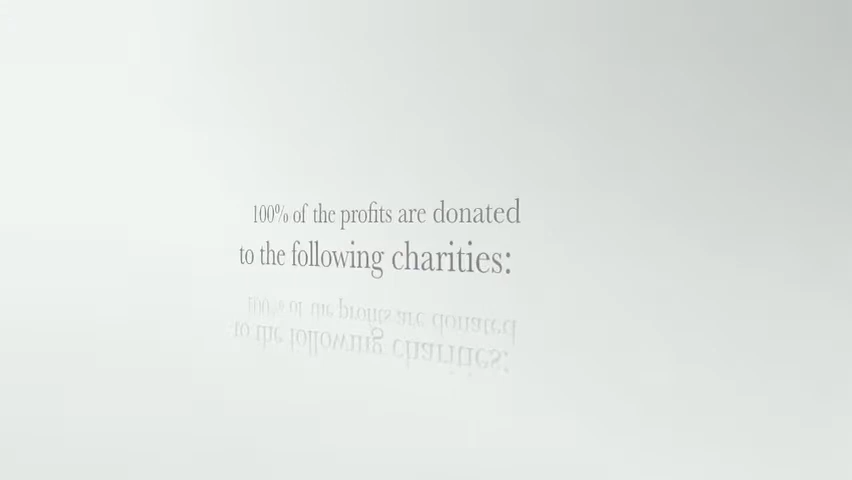 100% of the profits are donated
to the following charities: